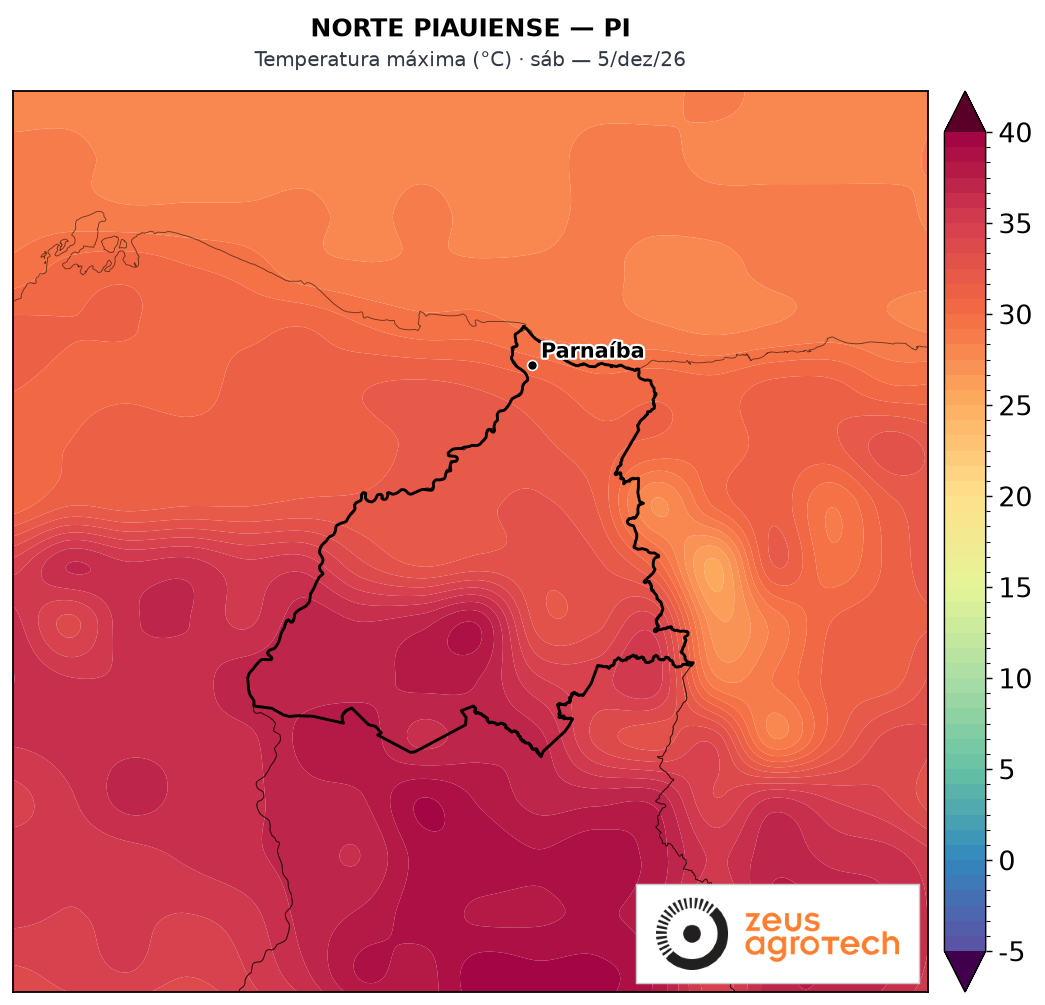 NORTE PIAUIENSE — PI
Temperatura máxima (°C) · sáb — 5/dez/26
Parnaíba
40
35
30
25
20
15
10
5
0
-5
zeus
agrotech